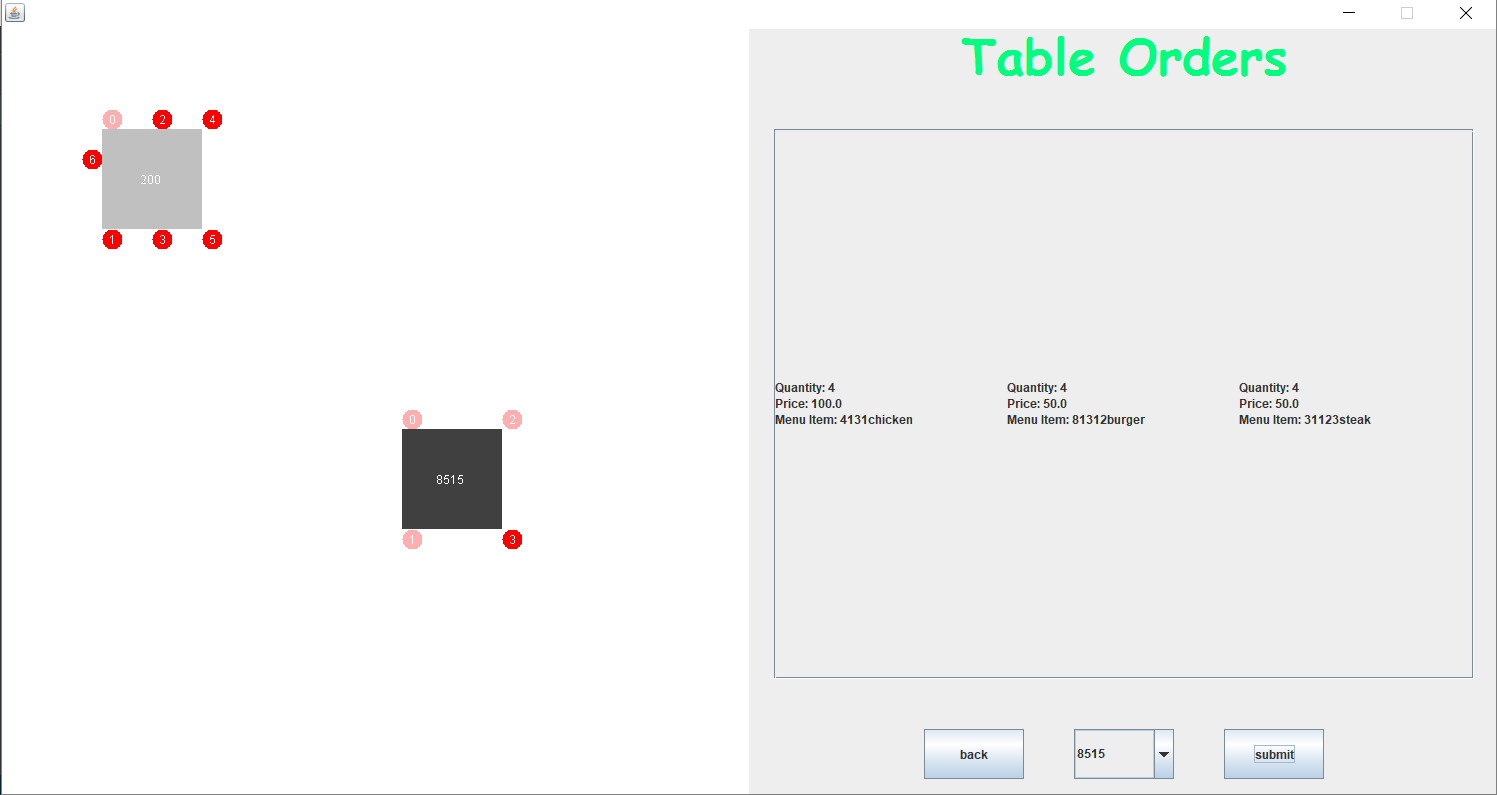 Table Orders
0 2 4
6
200
1 3 5
Quantity: 4 Quantity: 4 Quantity: 4
Price: 100.0 Price: 50.0 Price: 50.0
Menu Item: 4131chicken Menu Item: 81312burger Menu Item: 31123steak
0 2
8515
1 3
back 8515 submit